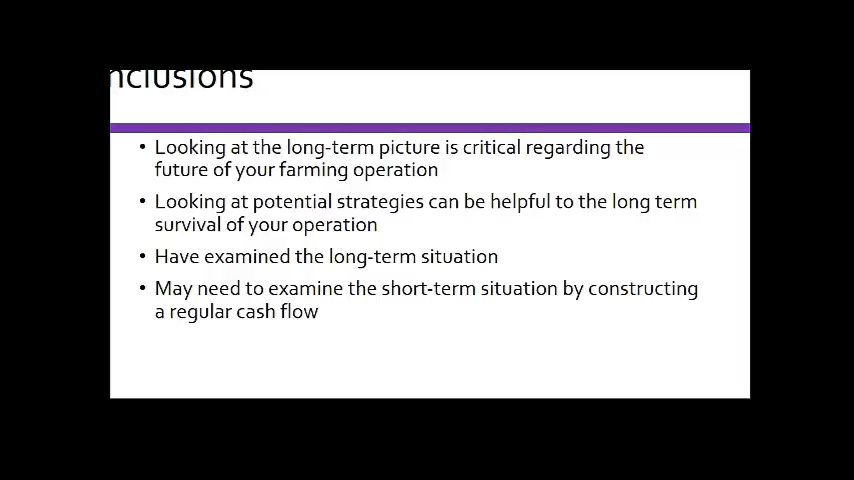 nclusions
• Looking at the long-term picture is critical regarding the
future of your farming operation
• Looking at potential strategies can be helpful to the long term
survival of your operation
• Have examined the long-term situation
• May need to examine the short-term situation by constructing
a regular cash flow